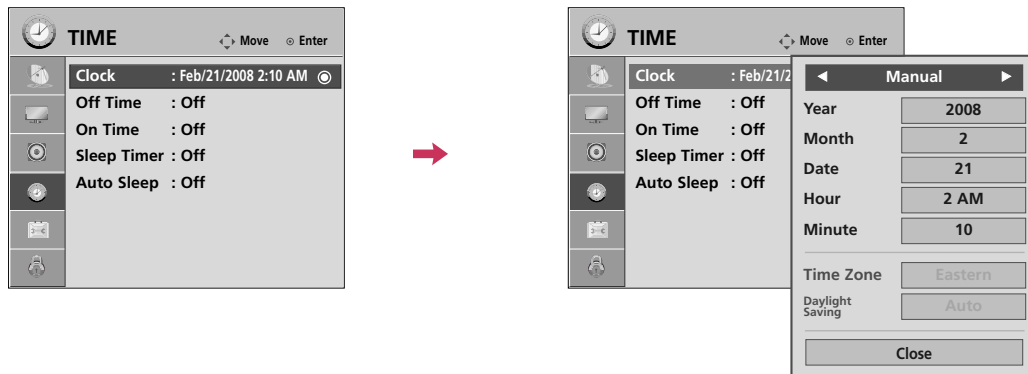 TIME Move Enter
Clock : Feb/21/2008 2:10 AM
Off Time : Off
On Time : Off
Sleep Timer : Off
Auto Sleep : Off
TIME Move Enter
Clock : Feb/21/2
Off Time : Off
On Time : Off
Sleep Timer : Off
Auto Sleep : Off
◀ Manual ▶
Year 2008
Month 2
Date 21
Hour 2 AM
Minute 10
Time Zone Eastern
Daylight
Saving Auto
Close